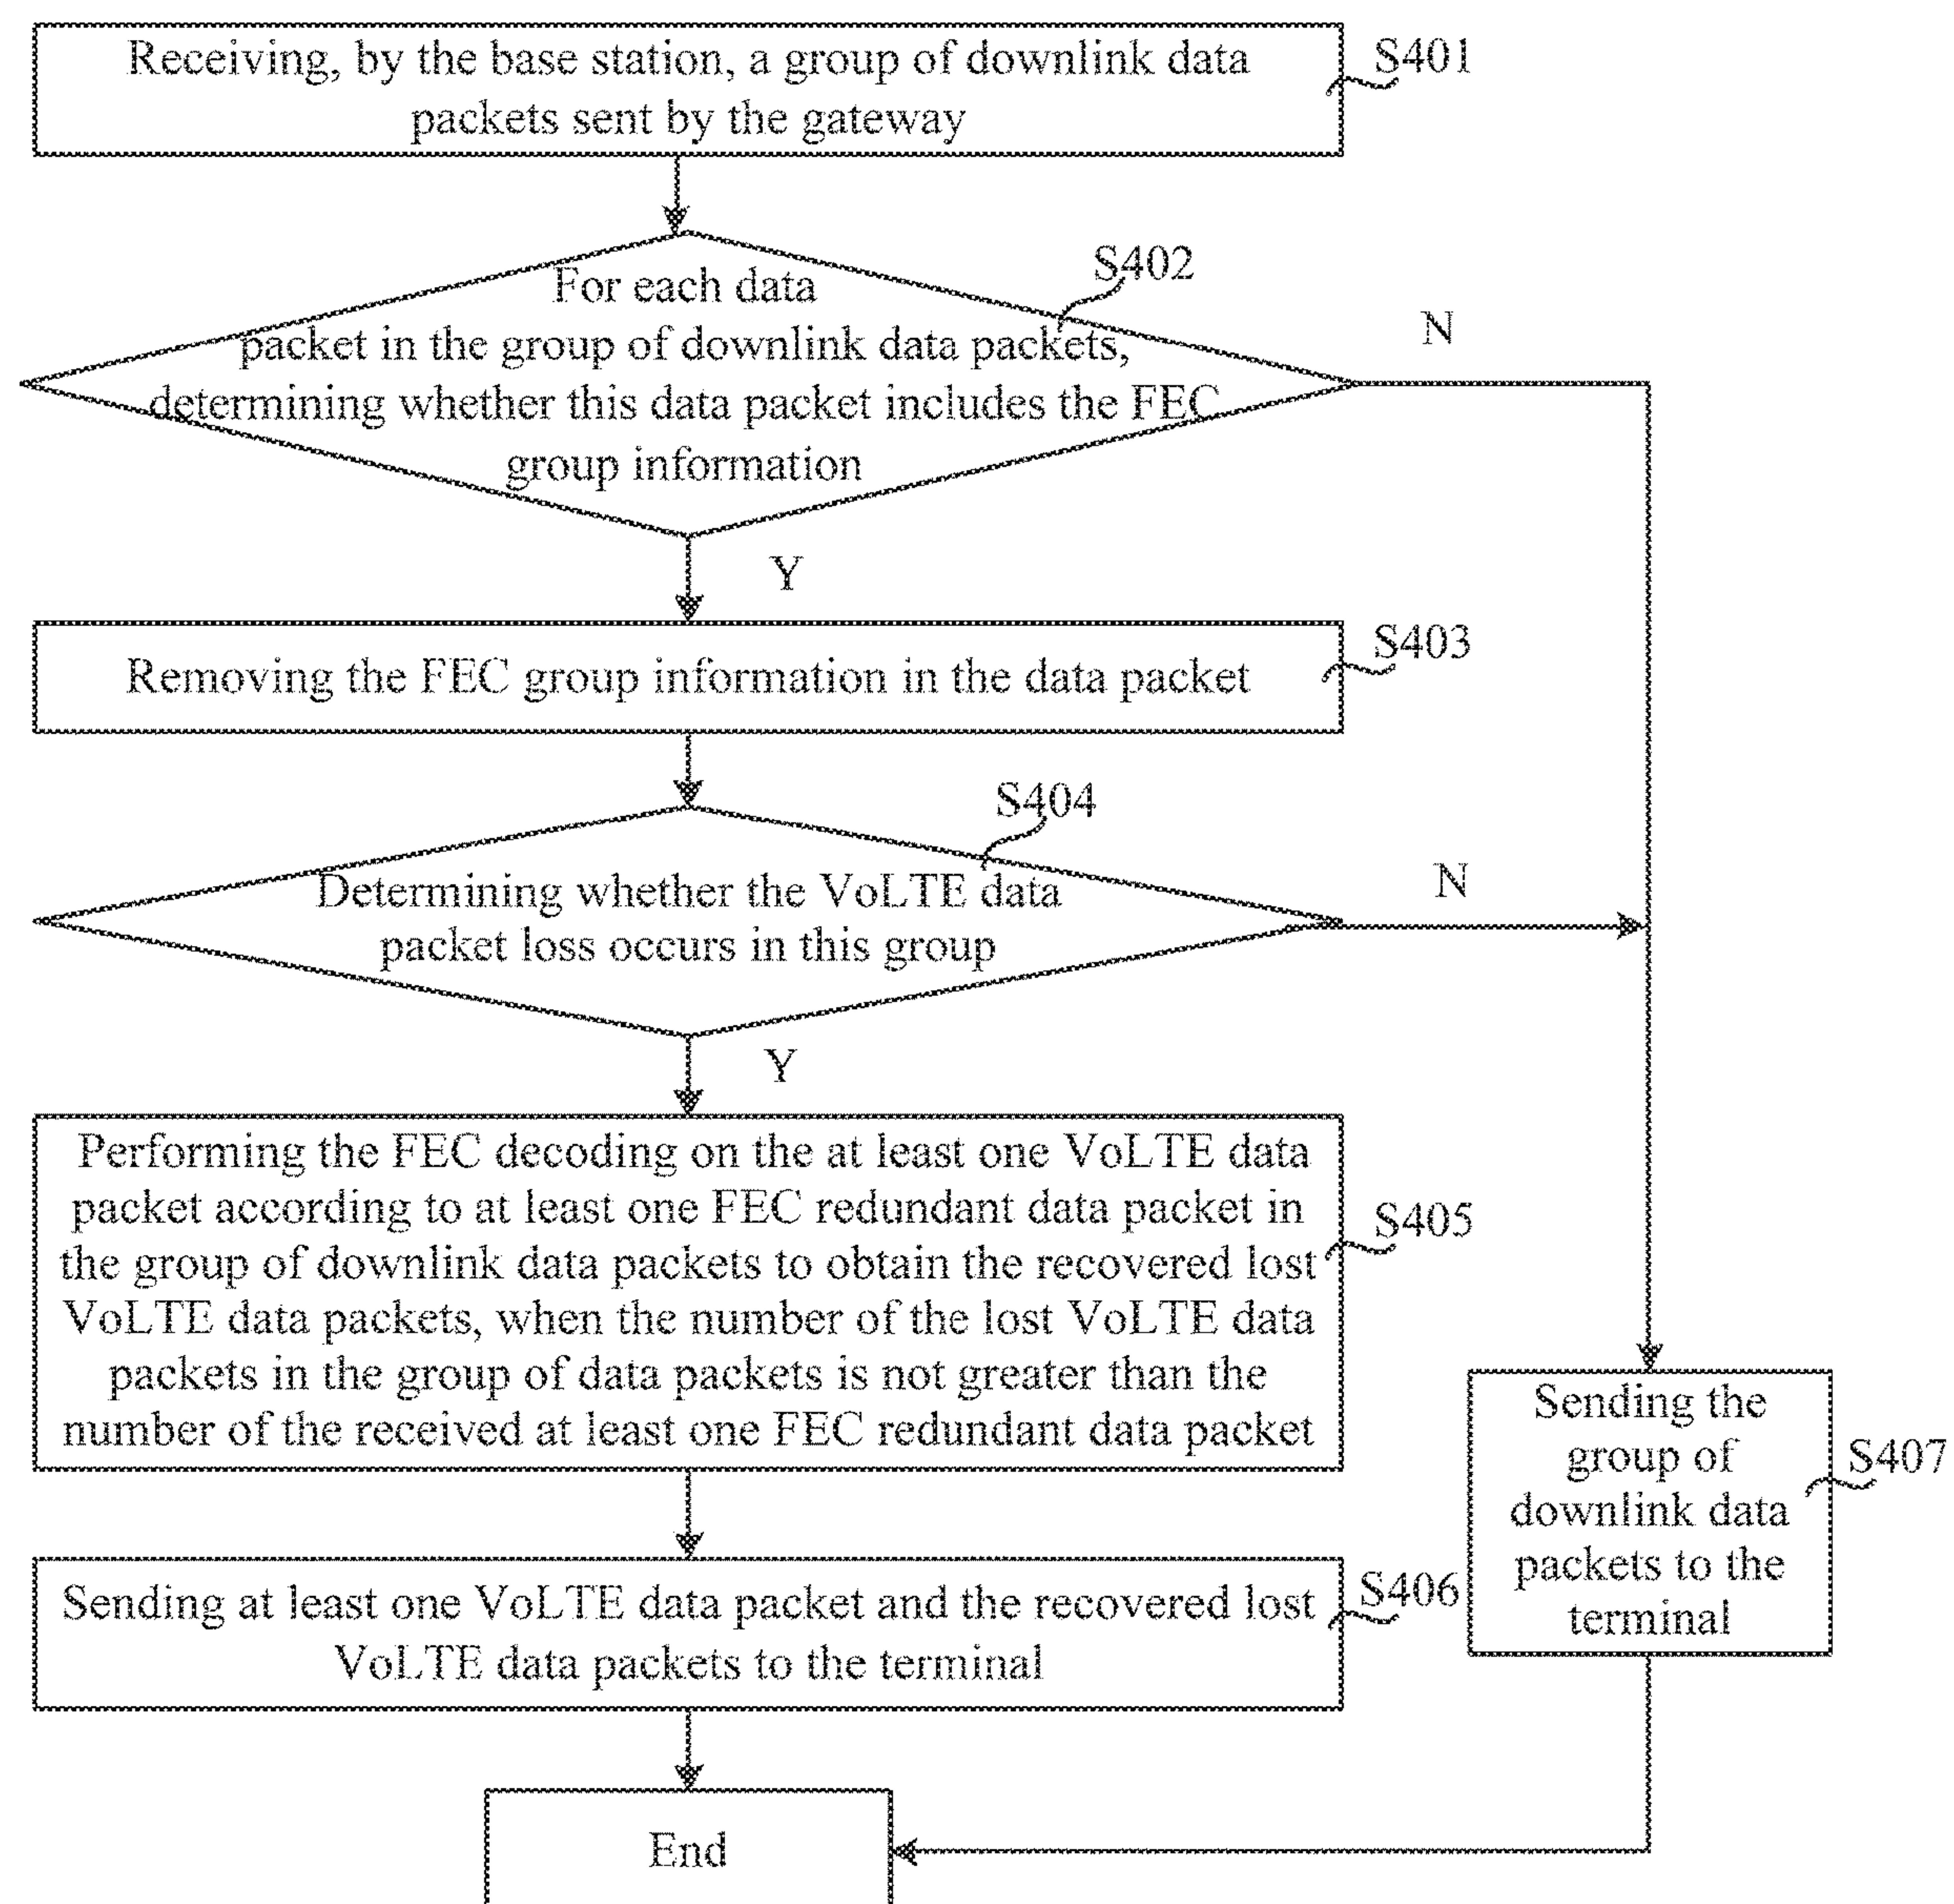 Receiving, by the base station, a group of downlink data
packets sent by the gateway
S401
For each data
packet in the group of downlink data packets,
determining whether this data packet includes the FEC
group information
S402
N
Y
Removing the FEC group information in the data packet
S403
S404
Determining whether the VoLTE data
packet loss occurs in this group
N
Y
Performing the FEC decoding on the at least one VoLTE data
packet according to at least one FEC redundant data packet in
the group of downlink data packets to obtain the recovered lost
VoLTE data packets, when the number of the lost VoLTE data
packets in the group of data packets is not greater than the
number of the received at least one FEC redundant data packet
S405
Sending the
group of
downlink data
packets to the
terminal
S407
Sending at least one VoLTE data packet and the recovered lost
VoLTE data packets to the terminal
S406
End